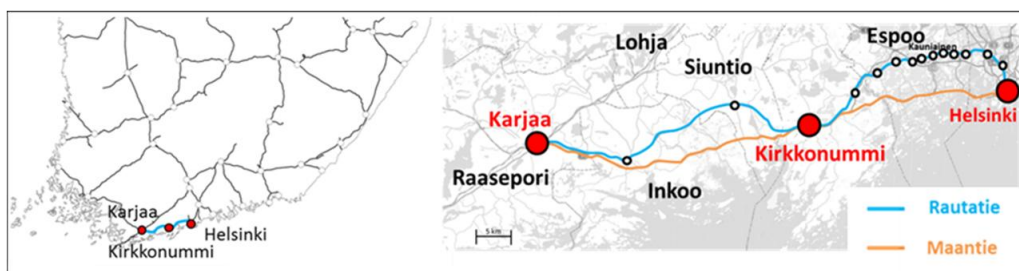 Karjaa
Helsinki
Kirkkonummi
Espoo
Kauniainen
Lohja
Siuntio
Karjaa
Helsinki
Kirkkonummi
Raasepori
Inkoo
Rautatie
Maantie
5 km